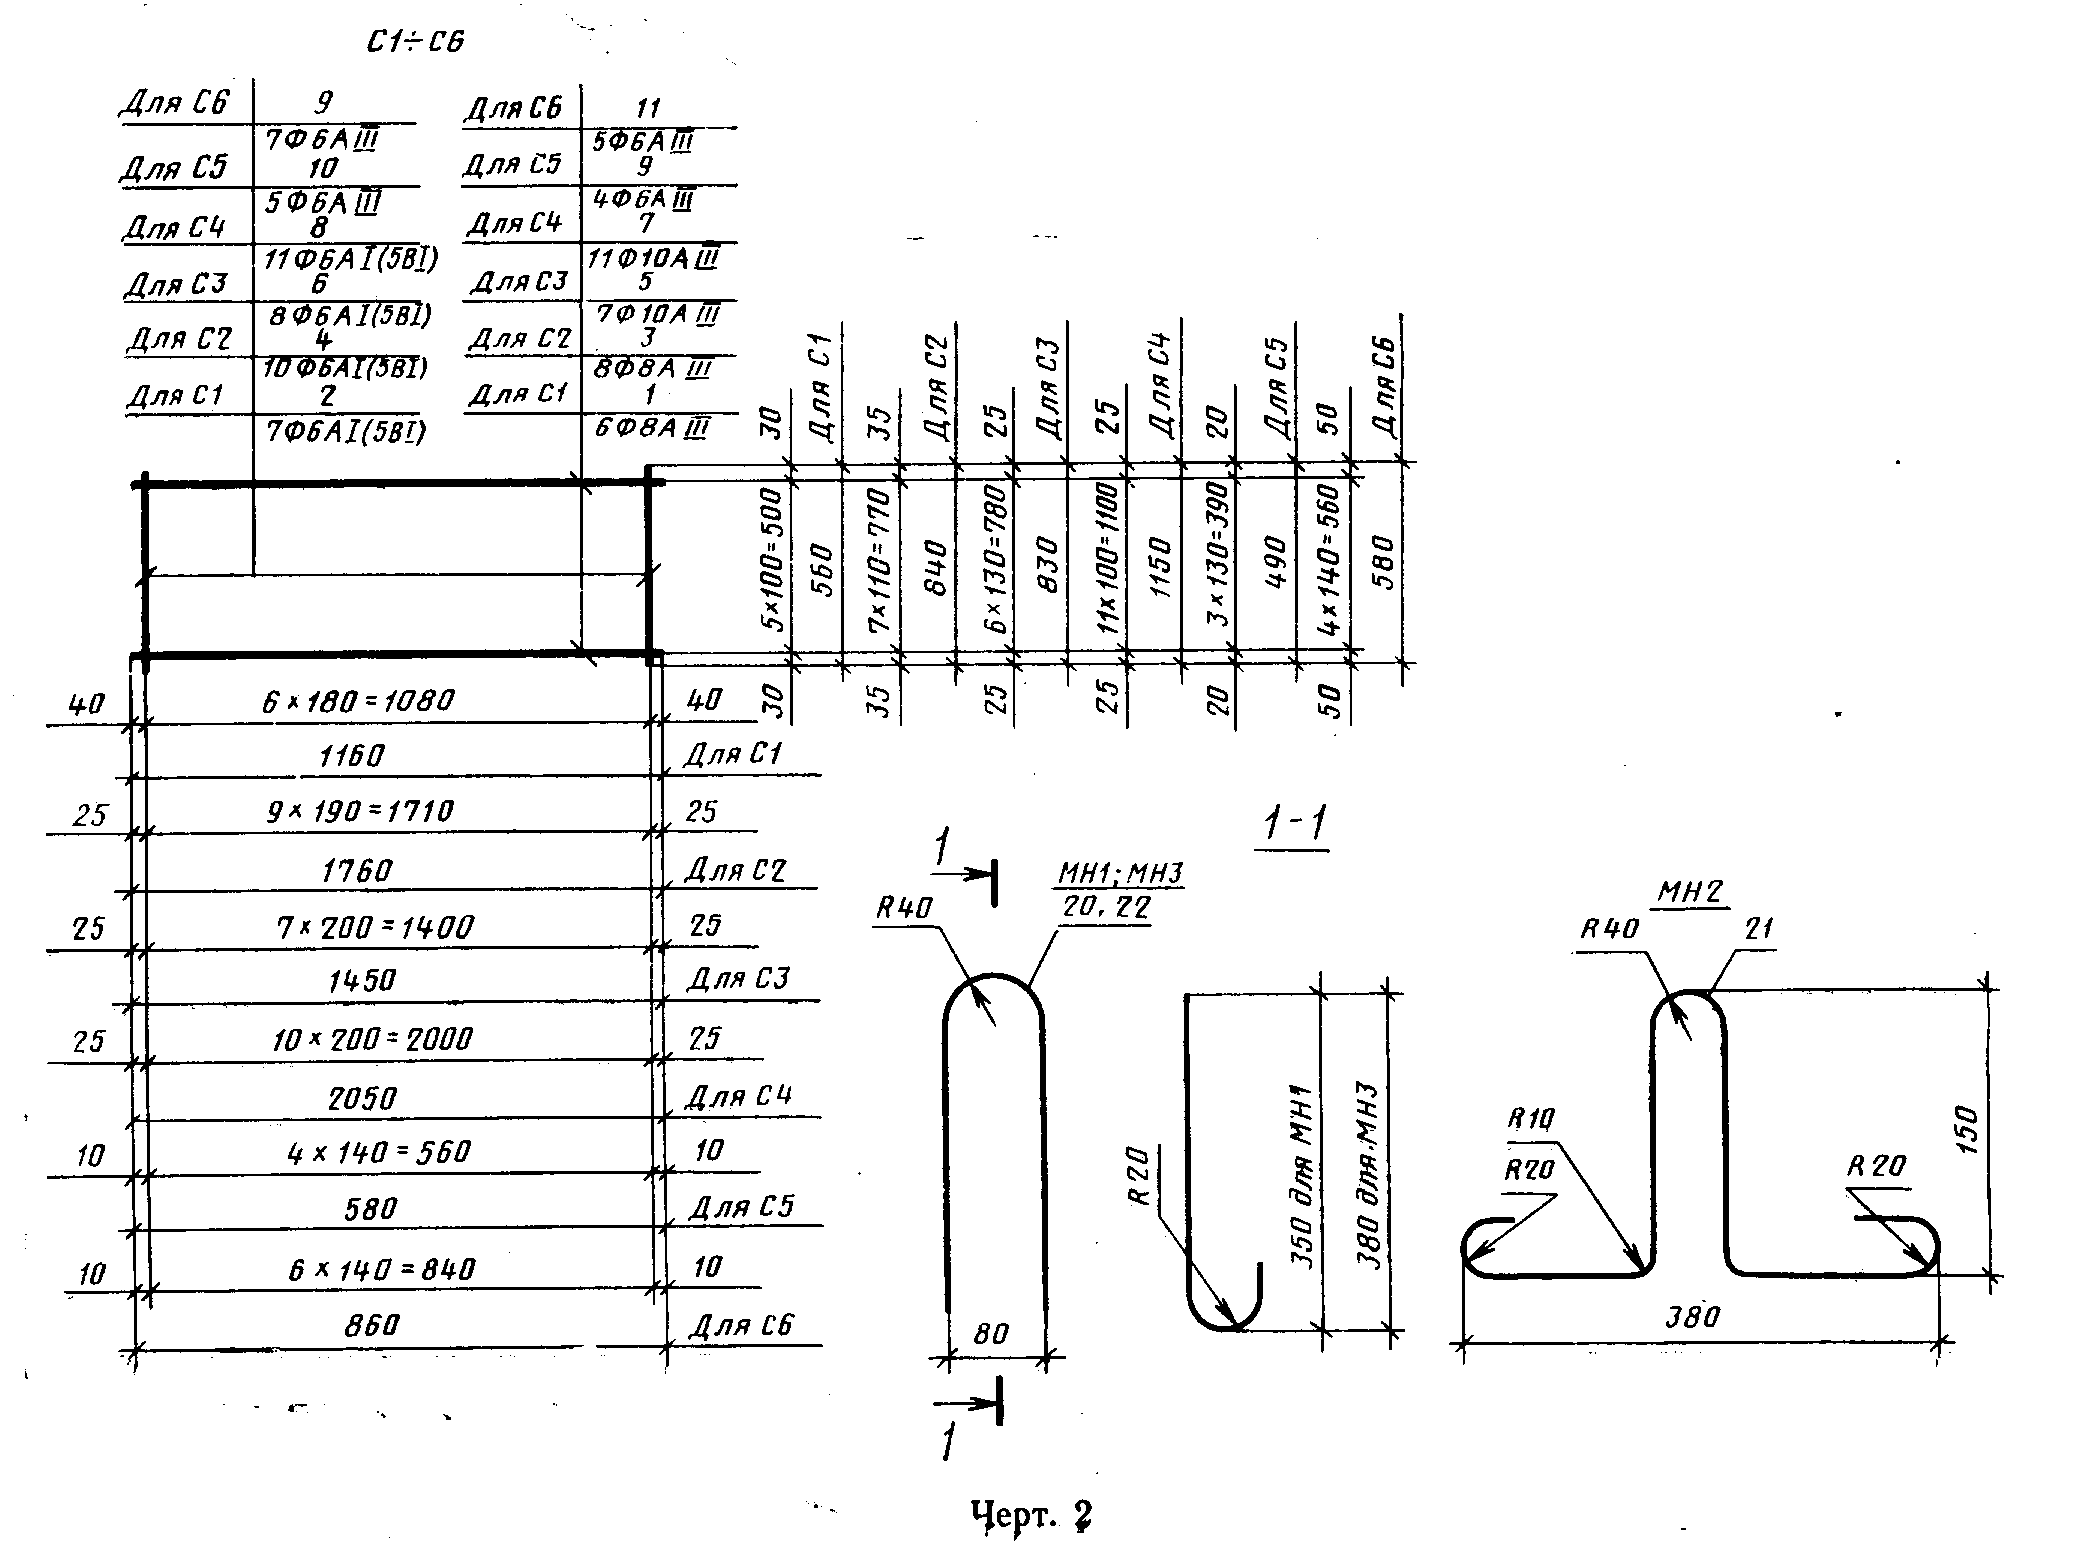 С1÷С6
Для С6 9
7Ф6АIII
Для С5 10
5Ф6АIII
Для С4 8
11Ф6АI(5ВI)
Для С3 6
8Ф6АI(5ВI)
Для С2 4
10Ф6АI(5ВI)
Для С1 2
7Ф6АI(5ВI)
Для С6 11
5Ф6АIII
Для С5 9
4Ф6АIII
Для С4 7
11Ф10АIII
Для С3 5
7Ф10АIII
Для С2 3
8Ф8АIII
Для С1 1
6Ф8АIII
30 5×100=500 30
Для С1 560
35 7×110=770 35
Для С2 840
25 6×130=780 25
Для С3 830
25 11×100=1100 25
Для С4 1150
20 3×130=390 20
Для С5 490
50 4×140=560 50
Для С6 580
40 6×180=1080 40
1160 Для С1
25 9×190=1710 25
1760 Для С2
25 7×200=1400 25
1450 Для С3
25 10×200=2000 25
2050 Для С4
10 4×140=560 10
580 Для С5
10 6×140=840 10
860 Для С6
1
R40
МН1; МН3
20, 22
80
1
1-1
R20
350 для МН1
380 для МН3
МН2
R40
21
R10
R20
R20
150
380
Черт. 2